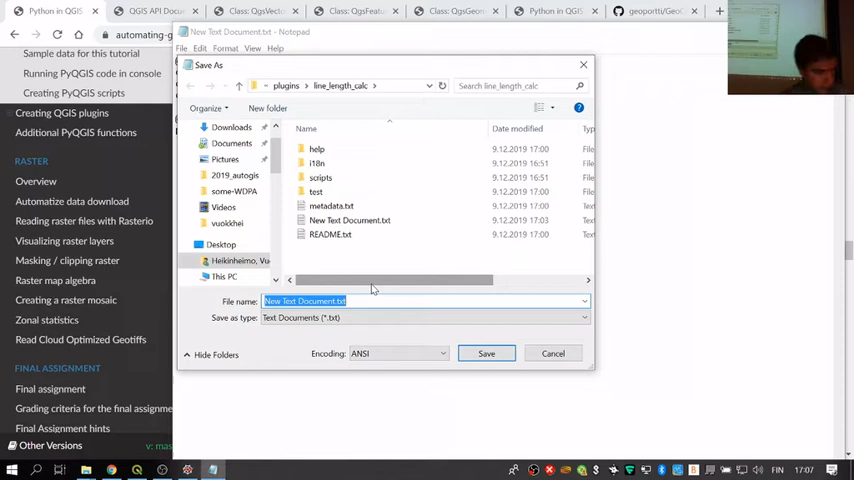 Python in QGIS
QGIS API Docu
Class: QgsVect
Class: QgsFeat
Class: QgsGeom
Python in QGIS
geoportti/GeoC
automating-g
New Text Document.txt - Notepad
File Edit Format View Help
Sample data for this tutorial
Running PyQGIS code in console
Creating PyQGIS scripts
Creating QGIS plugins
Additional PyQGIS functions
RASTER
Overview
Automatize data download
Reading raster files with Rasterio
Visualizing raster layers
Masking / clipping raster
Raster map algebra
Creating a raster mosaic
Zonal statistics
Read Cloud Optimized Geotiffs
FINAL ASSIGNMENT
Final assignment
Grading criteria for the final assignme
Final Assignment hints
Other Versions
v: mas
Save As
plugins
line_length_calc
Search line_length_calc
Organize
New folder
Name
Date modified
Ty
Downloads
Documents
Pictures
2019_autogis
some-WDPA
Videos
vuokkhei
Desktop
Heikinheimo, Vu
This PC
help 9.12.2019 17:00 File
i18n 9.12.2019 16:51 File
scripts 9.12.2019 16:51 File
test 9.12.2019 17:00 File
metadata.txt 9.12.2019 17:00 Text
New Text Document.txt 9.12.2019 17:03 Text
README.txt 9.12.2019 17:00 Text
File name: New Text Document.txt
Save as type: Text Documents (*.txt)
Hide Folders
Encoding: ANSI
Save
Cancel
FIN
17:07